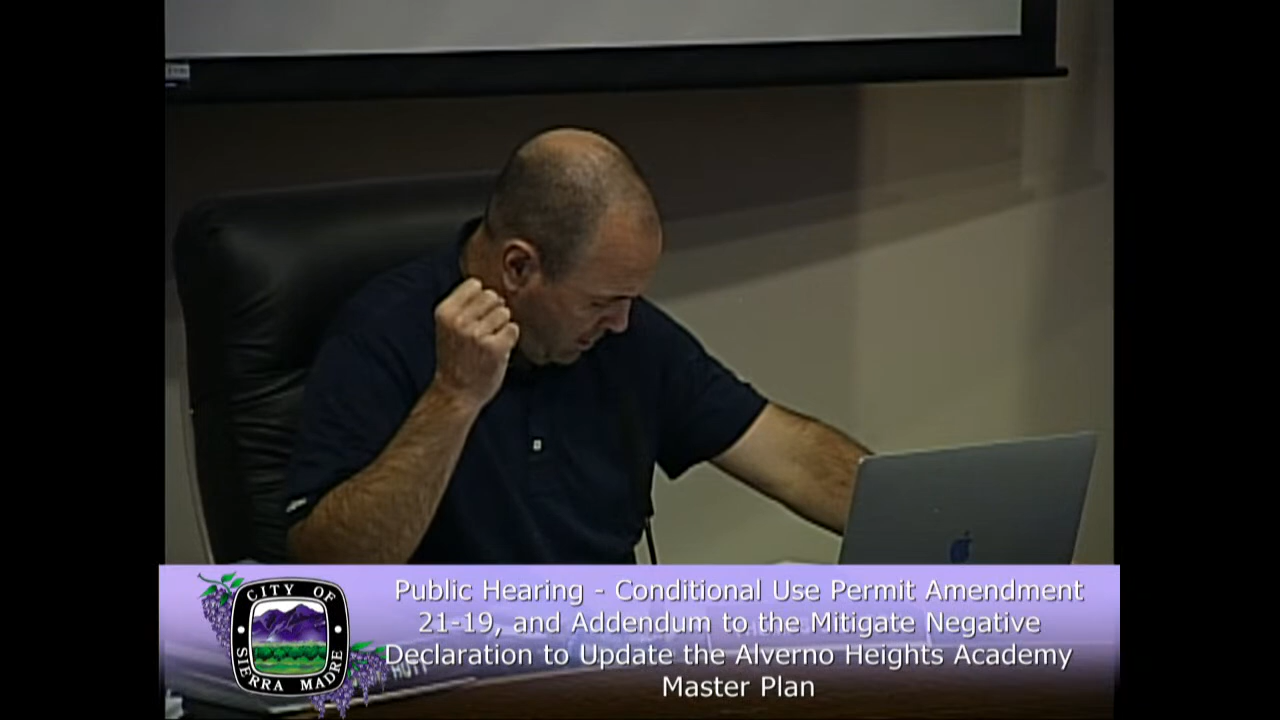 Public Hearing - Conditional Use Permit Amendment
21-19, and Addendum to the Mitigate Negative
Declaration to Update the Alverno Heights Academy
Master Plan
CITY OF
SIERRA MADRE